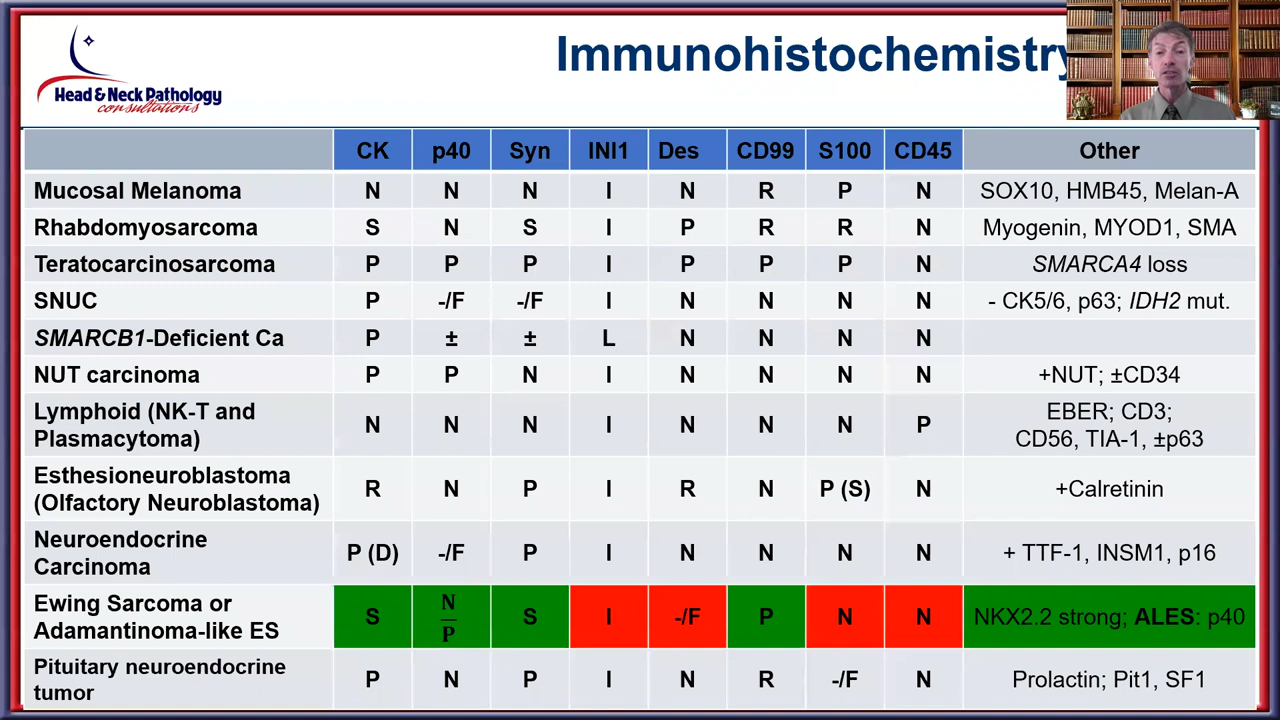 Immunohistochemistry
Head & Neck Pathology
consultations
CK p40 Syn INI1 Des CD99 S100 CD45 Other
Mucosal Melanoma N N N I N R P N SOX10, HMB45, Melan-A
Rhabdomyosarcoma S N S I P R R N Myogenin, MYOD1, SMA
Teratocarcinosarcoma P P P I P P P N SMARCA4 loss
SNUC P -/F -/F I N N N N - CK5/6, p63; IDH2 mut.
SMARCB1-Deficient Ca P ± ± L N N N N
NUT carcinoma P P N I N N N N +NUT; ±CD34
Lymphoid (NK-T and
Plasmacytoma) N N N I N N N P EBER; CD3;
CD56, TIA-1, ±p63
Esthesioneuroblastoma
(Olfactory Neuroblastoma) R N P I R N P (S) N +Calretinin
Neuroendocrine
Carcinoma P (D) -/F P I N N N N + TTF-1, INSM1, p16
Ewing Sarcoma or
Adamantinoma-like ES S N/P S I -/F P N N NKX2.2 strong; ALES: p40
Pituitary neuroendocrine
tumor P N P I N R -/F N Prolactin; Pit1, SF1